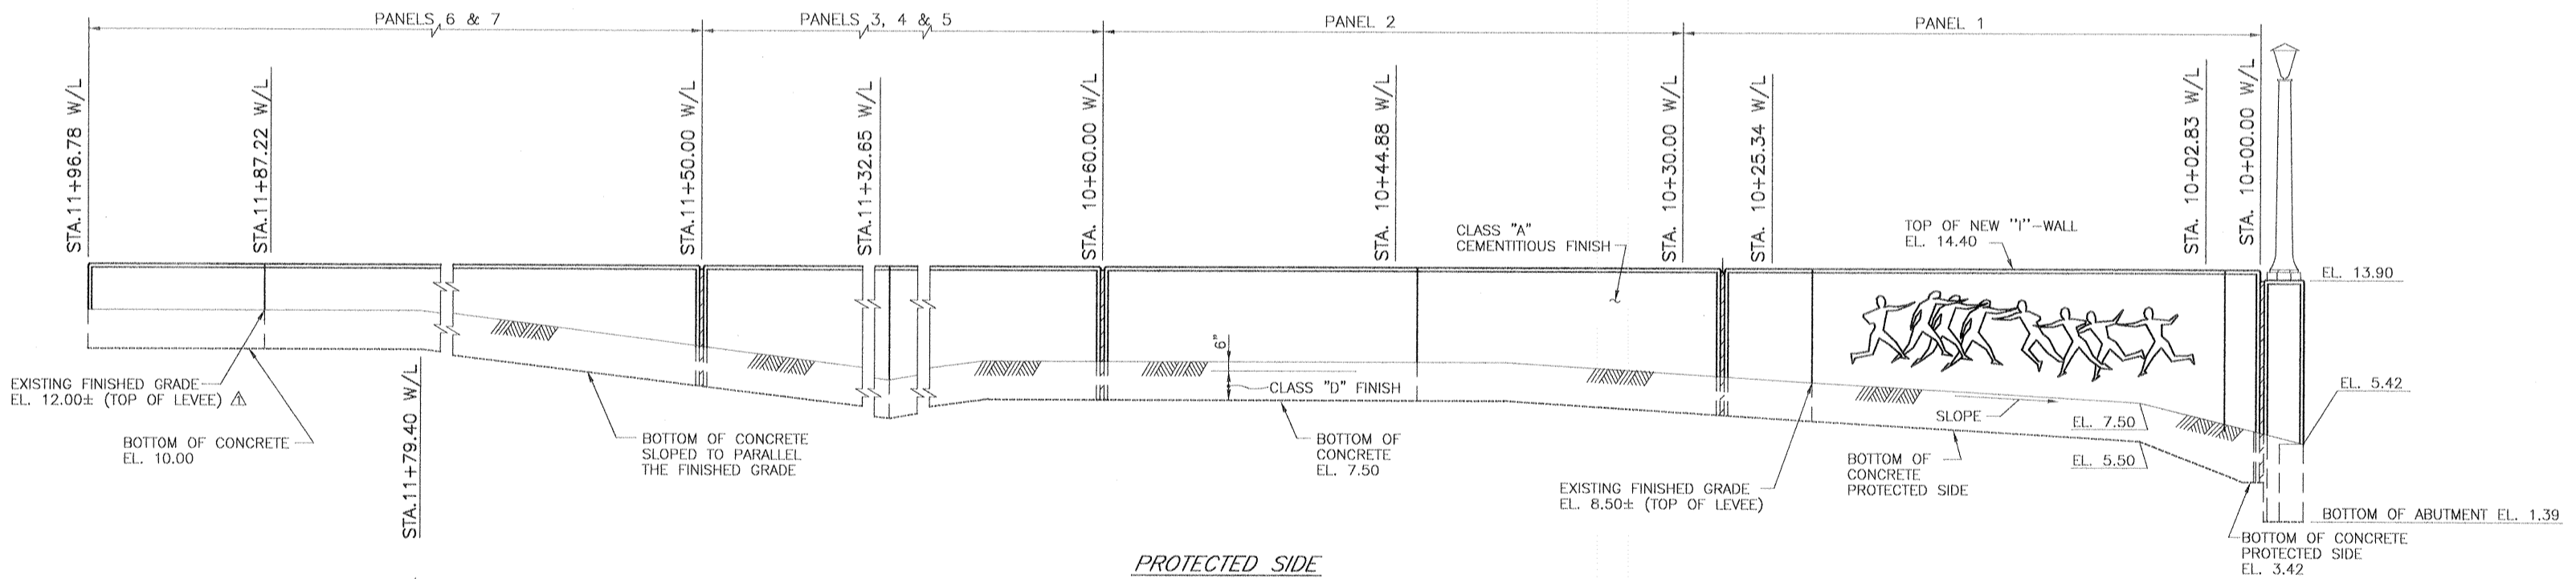 PANELS 6 & 7
PANELS 3, 4 & 5
PANEL 2
PANEL 1
STA.11+96.78 W/L
STA.11+87.22 W/L
STA.11+50.00 W/L
STA.11+32.65 W/L
STA. 10+60.00 W/L
STA. 10+44.88 W/L
STA. 10+30.00 W/L
STA. 10+25.34 W/L
STA. 10+02.83 W/L
STA. 10+00.00 W/L
CLASS "A"
CEMENTITIOUS FINISH
TOP OF NEW "I"-WALL
EL. 14.40
EL. 13.90
6"
CLASS "D" FINISH
EXISTING FINISHED GRADE
EL. 12.00± (TOP OF LEVEE) 1
BOTTOM OF CONCRETE
EL. 10.00
STA.11+79.40 W/L
BOTTOM OF CONCRETE
SLOPED TO PARALLEL
THE FINISHED GRADE
BOTTOM OF
CONCRETE
EL. 7.50
EXISTING FINISHED GRADE
EL. 8.50± (TOP OF LEVEE)
BOTTOM OF
CONCRETE
PROTECTED SIDE
SLOPE
EL. 7.50
EL. 5.50
EL. 5.42
BOTTOM OF ABUTMENT EL. 1.39
BOTTOM OF CONCRETE
PROTECTED SIDE
EL. 3.42
PROTECTED SIDE